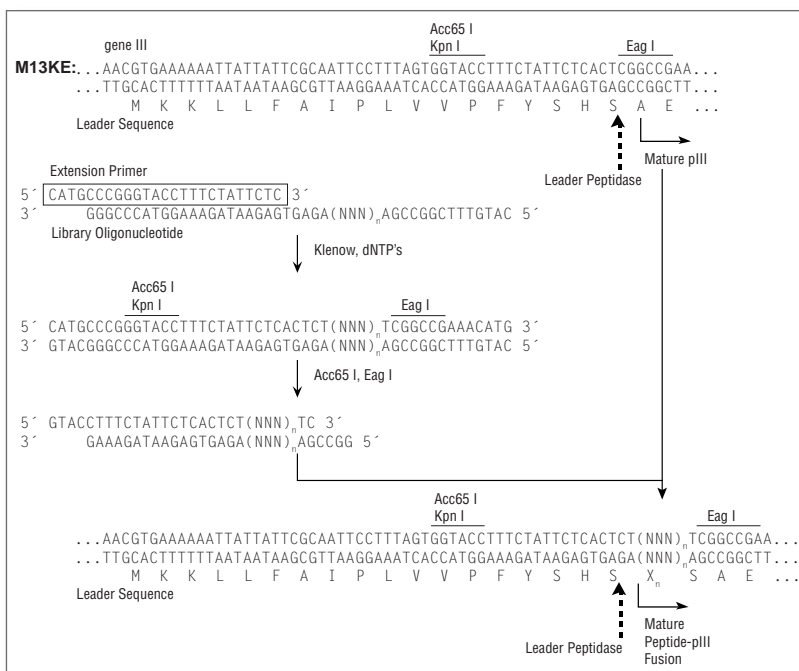 Acc65 I
gene III Kpn I Eag I
M13KE:...AACGTGAAAAAATTATTATTCGCAATTCCTTTAGTGGTACCTTTCTATTCTCACTCGGCCGAA...
...TTGCACTTTTTTAATAATAAGCGTTAAGGAAATCACCATGGAAAGATAAGAGTGAGCCGGCTT...
M K K L L F A I P L V V P F Y S H S A E ...
Leader Sequence
Mature pIII
Leader Peptidase
Extension Primer
5´ CATGCCCGGGTACCTTTCTATTCTC 3´
3´ GGGCCCATGGAAAGATAAGAGTGAGA(NNN)nAGCCGGCTTTGTAC 5´
Library Oligonucleotide
Klenow, dNTP's
Acc65 I
Kpn I Eag I
5´ CATGCCCGGGTACCTTTCTATTCTCACTCT(NNN)nTCGGCCGAAACATG 3´
3´ GTACGGGCCCATGGAAAGATAAGAGTGAGA(NNN)nAGCCGGCTTTGTAC 5´
Acc65 I, Eag I
5´ GTACCTTTCTATTCTCACTCT(NNN)nTC 3´
3´ GAAAGATAAGAGTGAGA(NNN)nAGCCGG 5´
Acc65 I
Kpn I Eag I
...AACGTGAAAAAATTATTATTCGCAATTCCTTTAGTGGTACCTTTCTATTCTCACTCT(NNN)nTCGGCCGAA...
...TTGCACTTTTTTAATAATAAGCGTTAAGGAAATCACCATGGAAAGATAAGAGTGAGA(NNN)nAGCCGGCTT...
M K K L L F A I P L V V P F Y S H S Xn S A E ...
Leader Sequence
Leader Peptidase
Mature
Peptide-pIII
Fusion